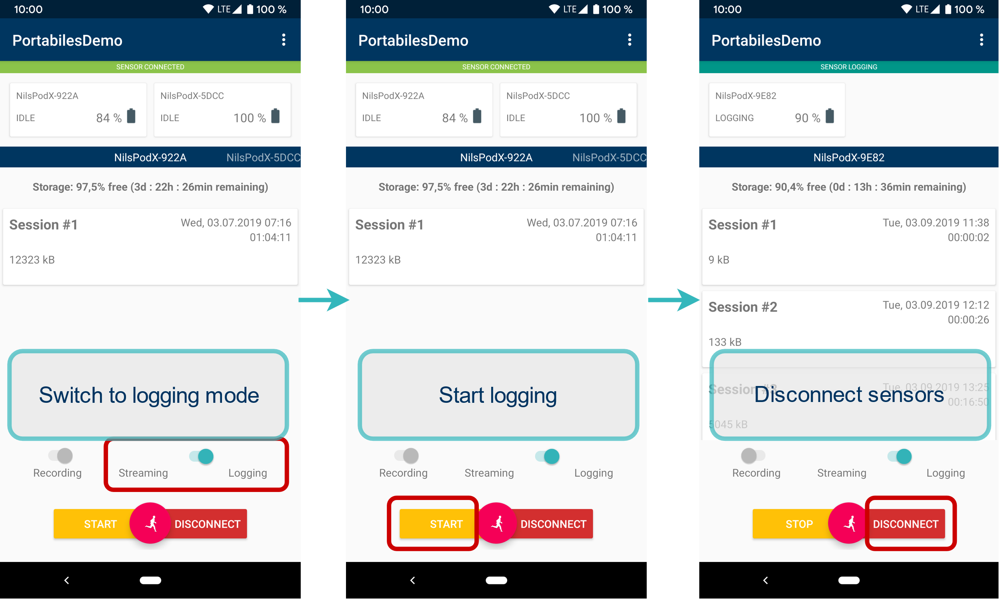 10:00 LTE 100 %
PortabilesDemo
SENSOR CONNECTED
NilsPodX-922A NilsPodX-5DCC
IDLE 84 % IDLE 100 %
NilsPodX-922A NilsPodX-5DCC
Storage: 97,5% free (3d : 22h : 26min remaining)
Session #1 Wed, 03.07.2019 07:16
01:04:11
12323 kB
Switch to logging mode
Recording Streaming Logging
START DISCONNECT
10:00 LTE 100 %
PortabilesDemo
SENSOR CONNECTED
NilsPodX-922A NilsPodX-5DCC
IDLE 84 % IDLE 100 %
NilsPodX-922A NilsPodX-5DCC
Storage: 97,5% free (3d : 22h : 26min remaining)
Session #1 Wed, 03.07.2019 07:16
01:04:11
12323 kB
Start logging
Recording Streaming Logging
START DISCONNECT
10:00 LTE 100 %
PortabilesDemo
SENSOR LOGGING
NilsPodX-9E82
LOGGING 90 %
NilsPodX-9E82
Storage: 90,4% free (0d : 13h : 36min remaining)
Session #1 Tue, 03.09.2019 11:38
00:00:02
9 kB
Session #2 Tue, 03.09.2019 12:12
00:00:26
133 kB
Session #3 Tue, 03.09.2019 13:25
Disconnect sensors
00:16:50
5045 kB
Recording Streaming Logging
STOP DISCONNECT